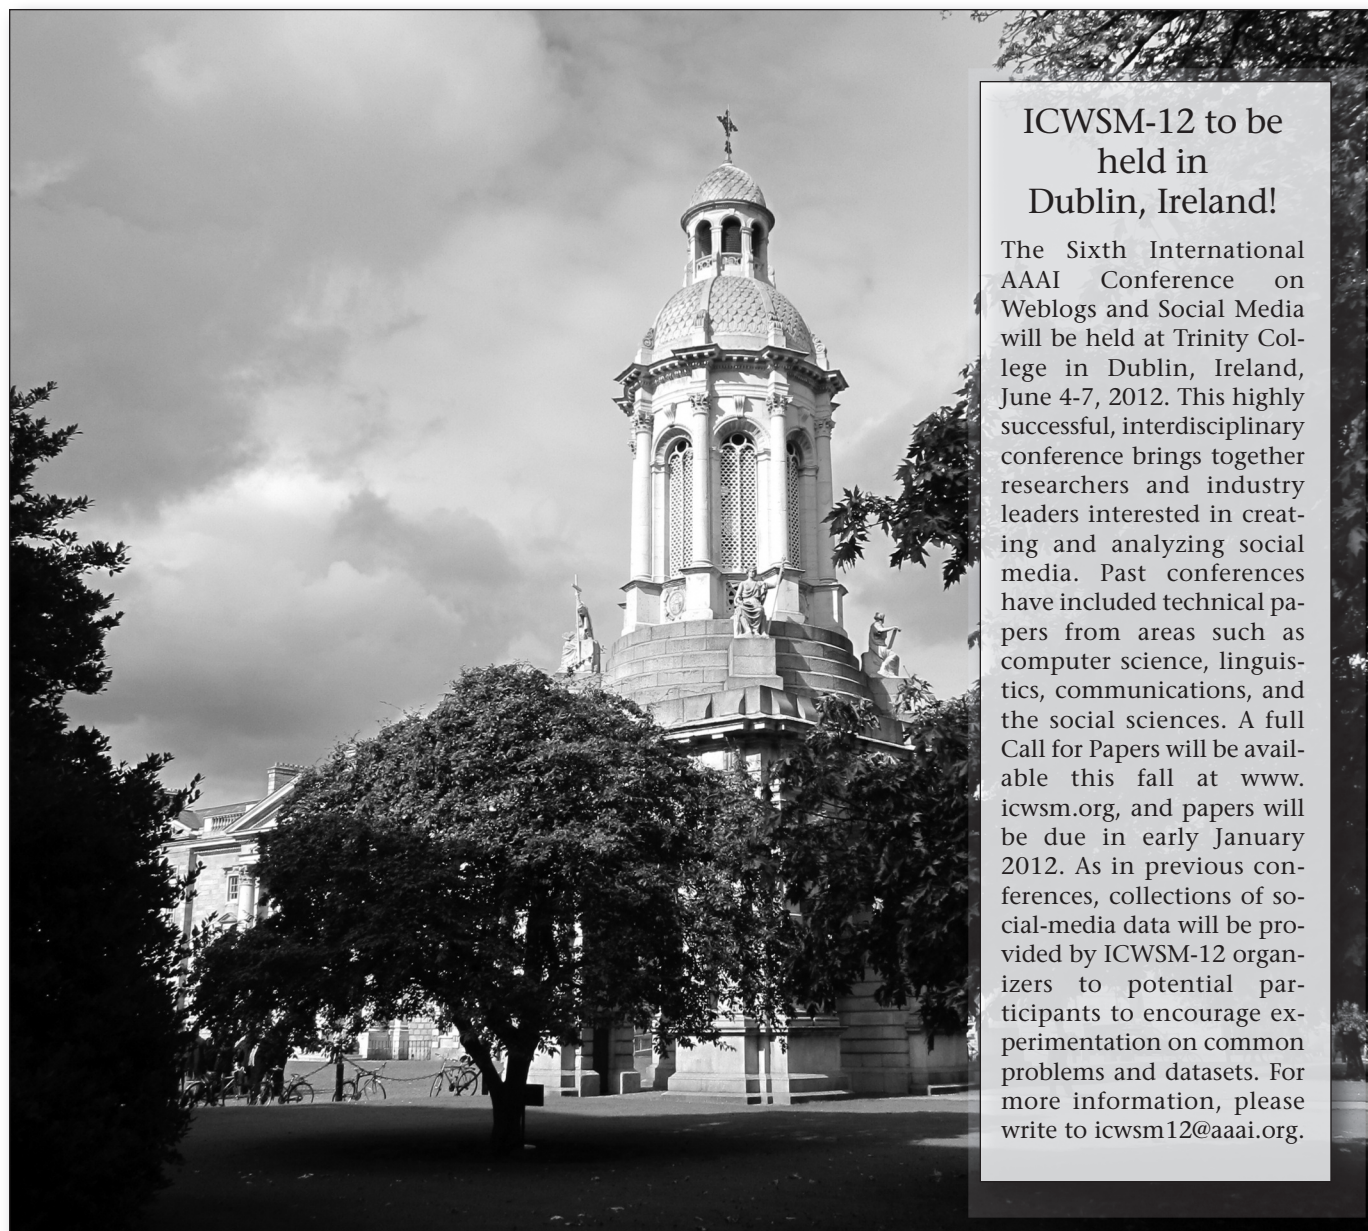 ICWSM-12 to be
held in
Dublin, Ireland!
The Sixth International
AAAI Conference on
Weblogs and Social Media
will be held at Trinity Col-
lege in Dublin, Ireland,
June 4-7, 2012. This highly
successful, interdisciplinary
conference brings together
researchers and industry
leaders interested in creat-
ing and analyzing social
media. Past conferences
have included technical pa-
pers from areas such as
computer science, linguis-
tics, communications, and
the social sciences. A full
Call for Papers will be avail-
able this fall at www.
icwsm.org, and papers will
be due in early January
2012. As in previous con-
ferences, collections of so-
cial-media data will be pro-
vided by ICWSM-12 organ-
izers to potential par-
ticipants to encourage ex-
perimentation on common
problems and datasets. For
more information, please
write to icwsm12@aaai.org.